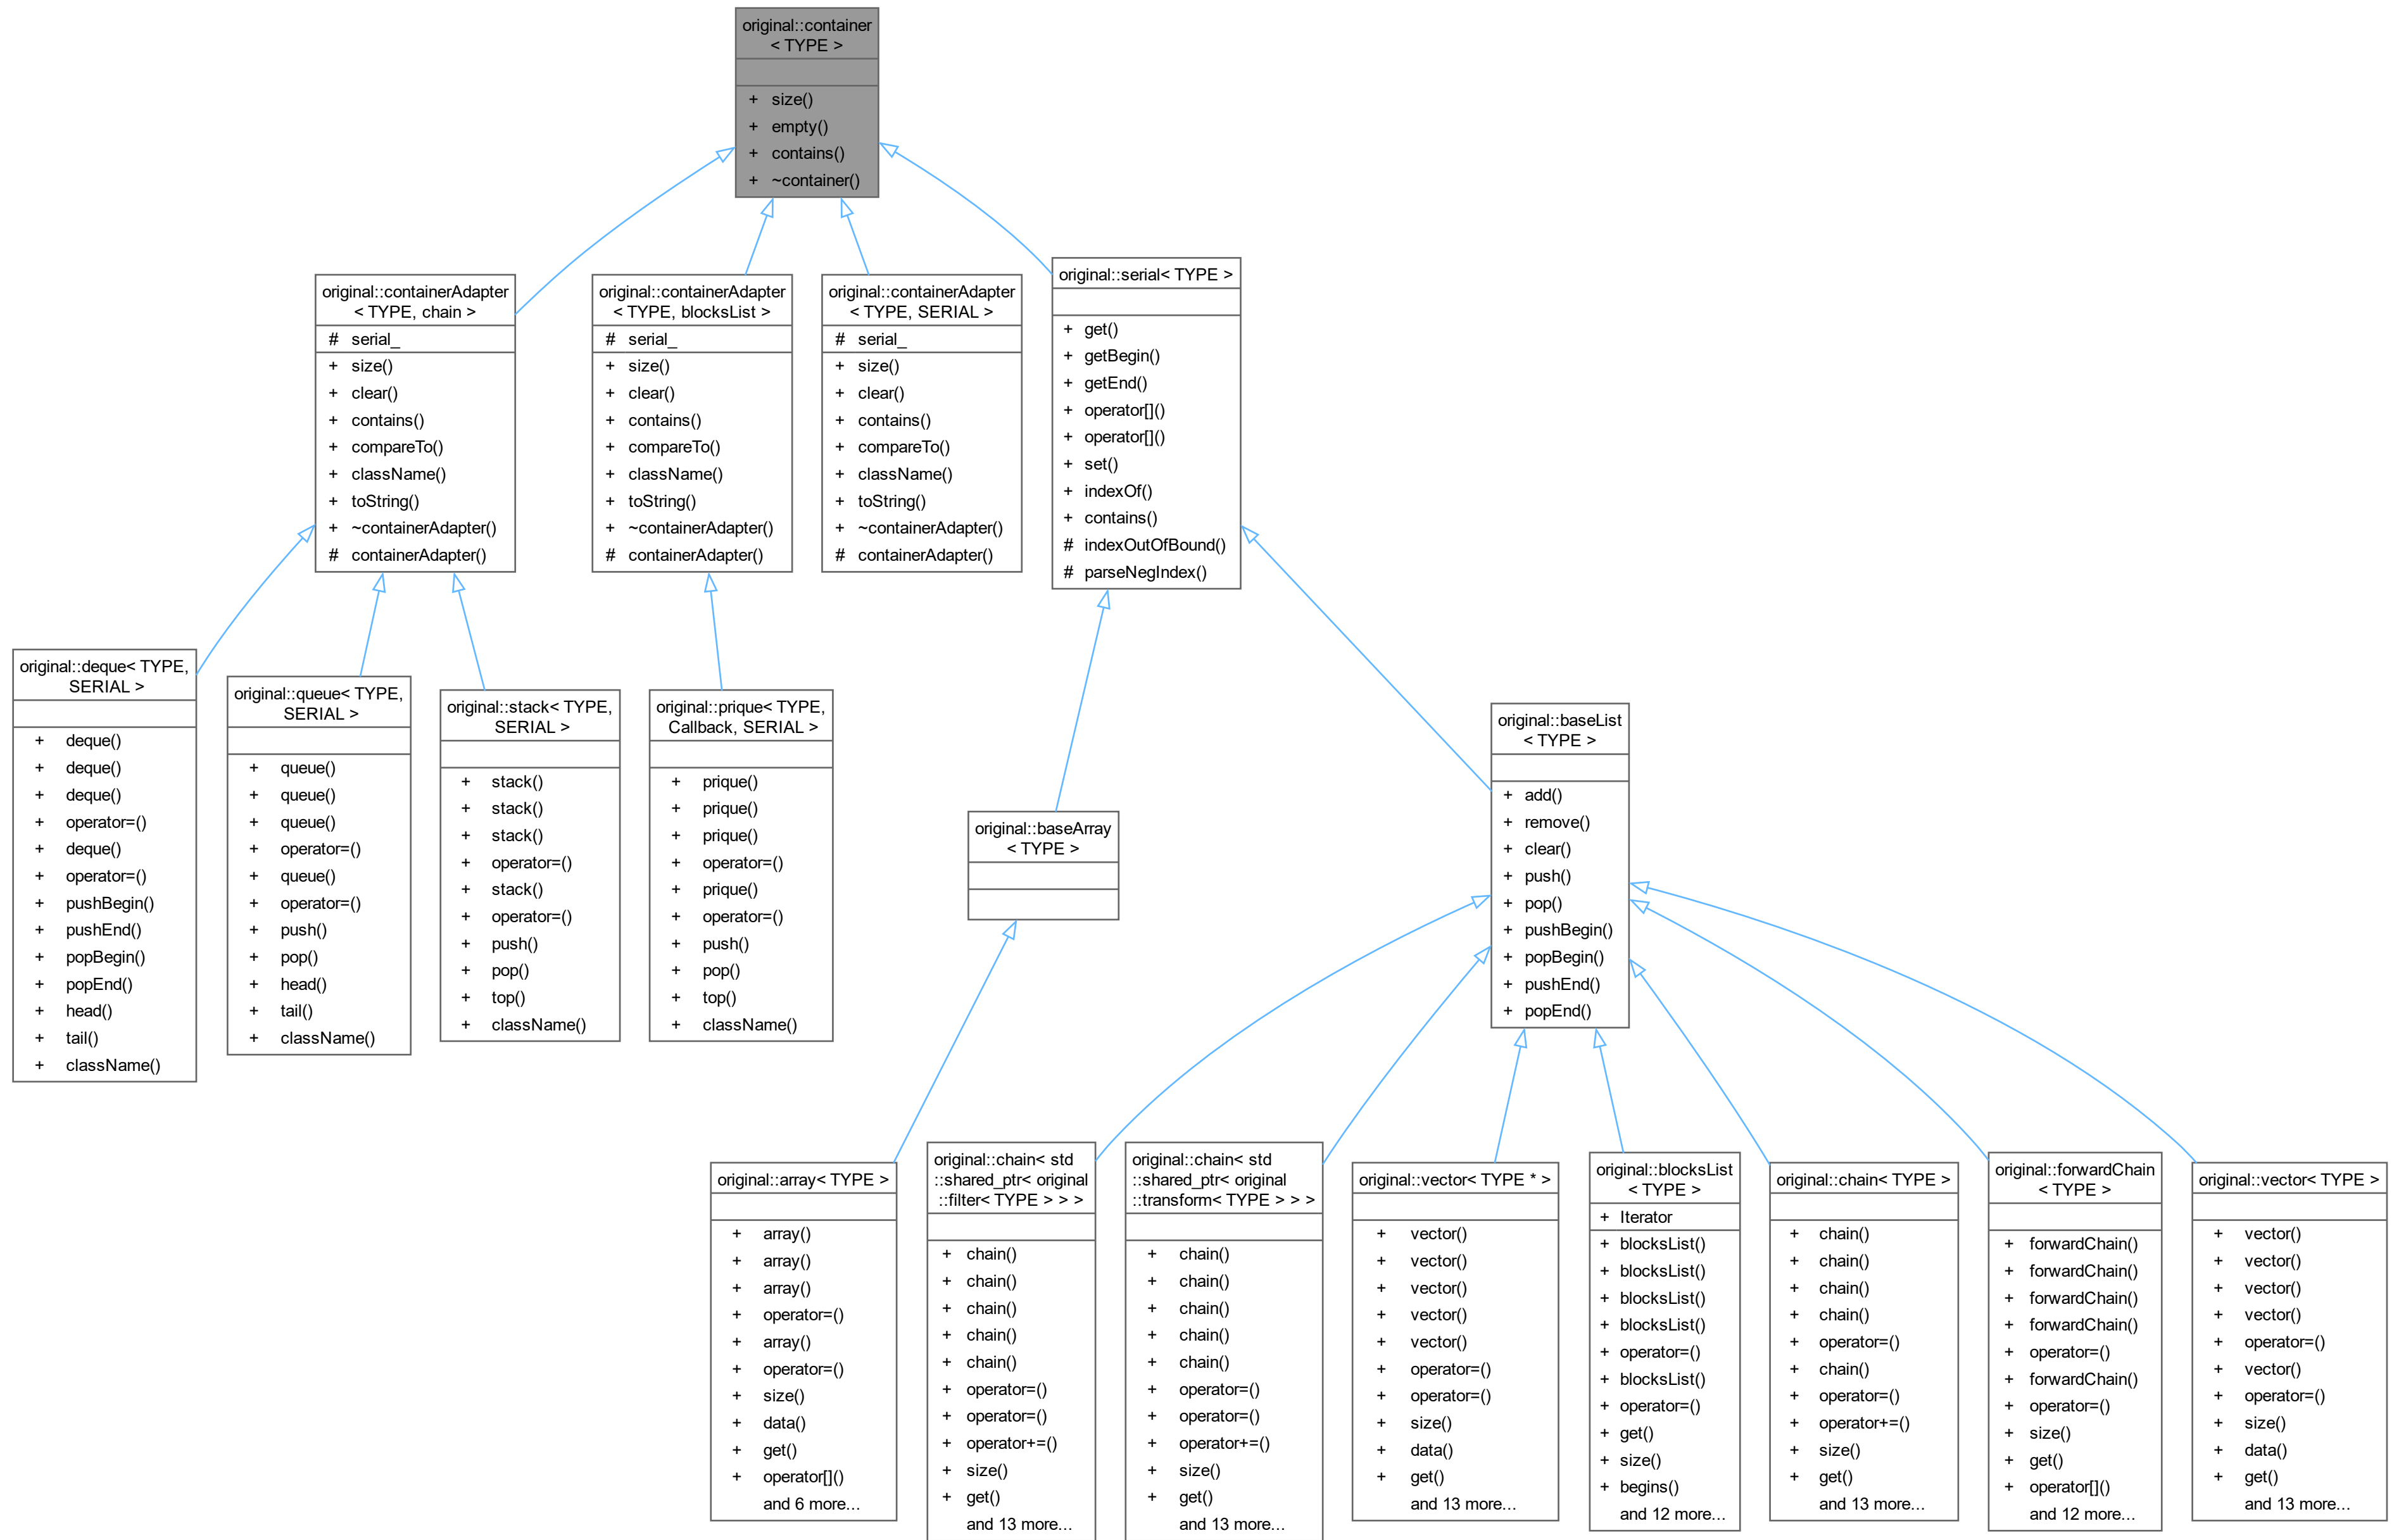 original::container
< TYPE >
+ size()
+ empty()
+ contains()
+ ~container()
original::containerAdapter
< TYPE, chain >
# serial_
+ size()
+ clear()
+ contains()
+ compareTo()
+ className()
+ toString()
+ ~containerAdapter()
# containerAdapter()
original::containerAdapter
< TYPE, blocksList >
# serial_
+ size()
+ clear()
+ contains()
+ compareTo()
+ className()
+ toString()
+ ~containerAdapter()
# containerAdapter()
original::containerAdapter
< TYPE, SERIAL >
# serial_
+ size()
+ clear()
+ contains()
+ compareTo()
+ className()
+ toString()
+ ~containerAdapter()
# containerAdapter()
original::serial< TYPE >
+ get()
+ getBegin()
+ getEnd()
+ operator[]()
+ operator[]()
+ set()
+ indexOf()
+ contains()
# indexOutOfBound()
# parseNegIndex()
original::deque< TYPE,
SERIAL >
+ deque()
+ deque()
+ deque()
+ operator=()
+ deque()
+ operator=()
+ pushBegin()
+ pushEnd()
+ popBegin()
+ popEnd()
+ head()
+ tail()
+ className()
original::queue< TYPE,
SERIAL >
+ queue()
+ queue()
+ queue()
+ operator=()
+ queue()
+ operator=()
+ push()
+ pop()
+ head()
+ tail()
+ className()
original::stack< TYPE,
SERIAL >
+ stack()
+ stack()
+ stack()
+ operator=()
+ stack()
+ operator=()
+ push()
+ pop()
+ top()
+ className()
original::prique< TYPE,
Callback, SERIAL >
+ prique()
+ prique()
+ prique()
+ operator=()
+ prique()
+ operator=()
+ push()
+ pop()
+ top()
+ className()
original::baseArray
< TYPE >
original::baseList
< TYPE >
+ add()
+ remove()
+ clear()
+ push()
+ pop()
+ pushBegin()
+ popBegin()
+ pushEnd()
+ popEnd()
original::array< TYPE >
+ array()
+ array()
+ array()
+ operator=()
+ array()
+ operator=()
+ size()
+ data()
+ get()
+ operator[]()
and 6 more...
original::chain< std
::shared_ptr< original
::filter< TYPE > > >
+ chain()
+ chain()
+ chain()
+ chain()
+ chain()
+ operator=()
+ operator=()
+ operator+=()
+ size()
+ get()
and 13 more...
original::chain< std
::shared_ptr< original
::transform< TYPE > > >
+ chain()
+ chain()
+ chain()
+ chain()
+ chain()
+ operator=()
+ operator=()
+ operator+=()
+ size()
+ get()
and 13 more...
original::vector< TYPE * >
+ vector()
+ vector()
+ vector()
+ vector()
+ vector()
+ operator=()
+ operator=()
+ size()
+ data()
+ get()
and 13 more...
original::blocksList
< TYPE >
+ Iterator
+ blocksList()
+ blocksList()
+ blocksList()
+ blocksList()
+ operator=()
+ blocksList()
+ operator=()
+ get()
+ size()
+ begins()
and 12 more...
original::chain< TYPE >
+ chain()
+ chain()
+ chain()
+ chain()
+ operator=()
+ chain()
+ operator=()
+ operator+=()
+ size()
+ get()
and 13 more...
original::forwardChain
< TYPE >
+ forwardChain()
+ forwardChain()
+ forwardChain()
+ forwardChain()
+ operator=()
+ forwardChain()
+ operator=()
+ size()
+ get()
+ operator[]()
and 12 more...
original::vector< TYPE >
+ vector()
+ vector()
+ vector()
+ vector()
+ operator=()
+ vector()
+ operator=()
+ size()
+ data()
+ get()
and 13 more...